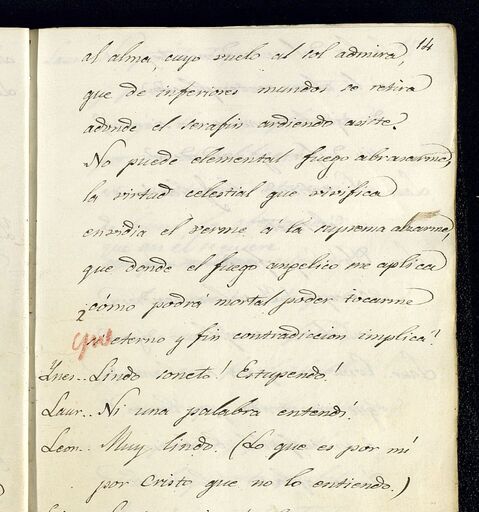 14
al alma, cuyo vuelo al sol admira,
que de inferiores mundos se retira
adonde el serafin ardiendo asiste.
No puede elemental fuego abrasarme,
la virtud celestial que vivifica
envidia el verme á la suprema alzarme,
que donde el fuego angelico me aplica
¿cómo podrá mortal poder tocarme
que eterno y fin contradiccion implica?
Ynes.. Lindo soneto! Estupendo!
Laur.. Ni una palabra entendí!
Leon.. Muy lindo. (Lo que es por mí
por Cristo que no lo entiendo.)